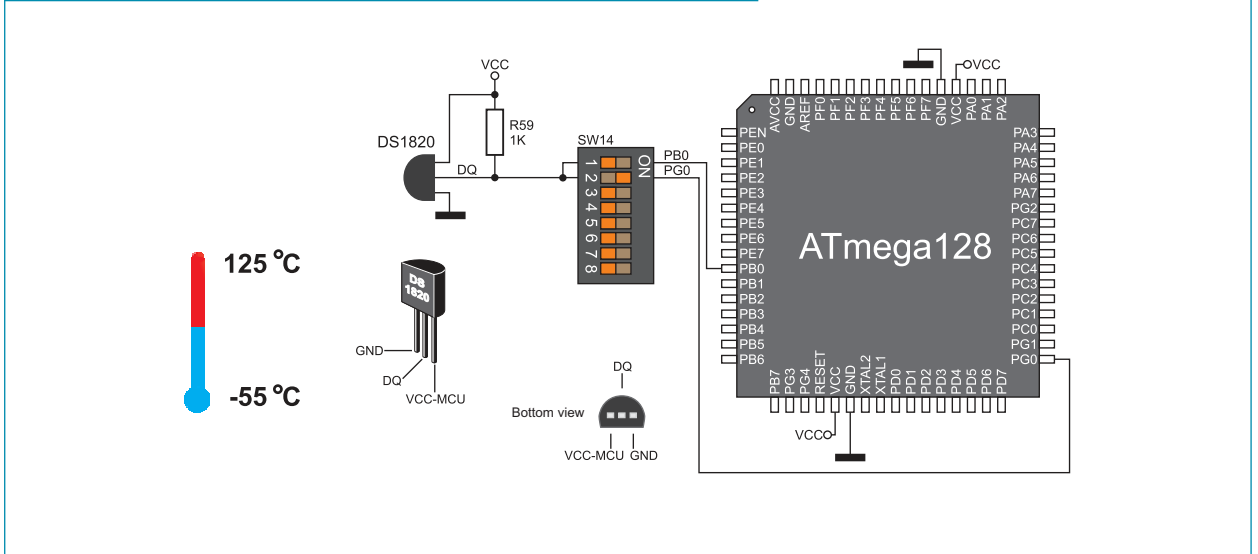 VCC
R59
1K
DS1820
DQ
SW14
ON
1
2
3
4
5
6
7
8
PB0
PG0
VCC
AVCC
GND
AREF
PF0
PF1
PF2
PF3
PF4
PF5
PF6
PF7
GND
VCC
PA0
PA1
PA2
PEN
PE0
PE1
PE2
PE3
PE4
PE5
PE6
PE7
PB0
PB1
PB2
PB3
PB4
PB5
PB6
ATmega128
PA3
PA4
PA5
PA6
PA7
PG2
PC7
PC6
PC5
PC4
PC3
PC2
PC1
PC0
PG1
PG0
PB7
PG3
PG4
RESET
VCC
GND
XTAL2
XTAL1
PD0
PD1
PD2
PD3
PD4
PD5
PD6
PD7
VCC
125 °C
-55 °C
DS
1820
GND
DQ
VCC-MCU
DQ
Bottom view
VCC-MCU GND